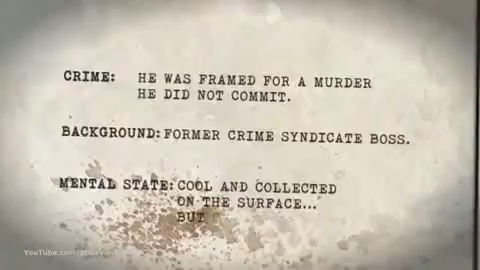 CRIME: HE WAS FRAMED FOR A MURDER
HE DID NOT COMMIT.
BACKGROUND: FORMER CRIME SYNDICATE BOSS.
MENTAL STATE: COOL AND COLLECTED
ON THE SURFACE...
BUT